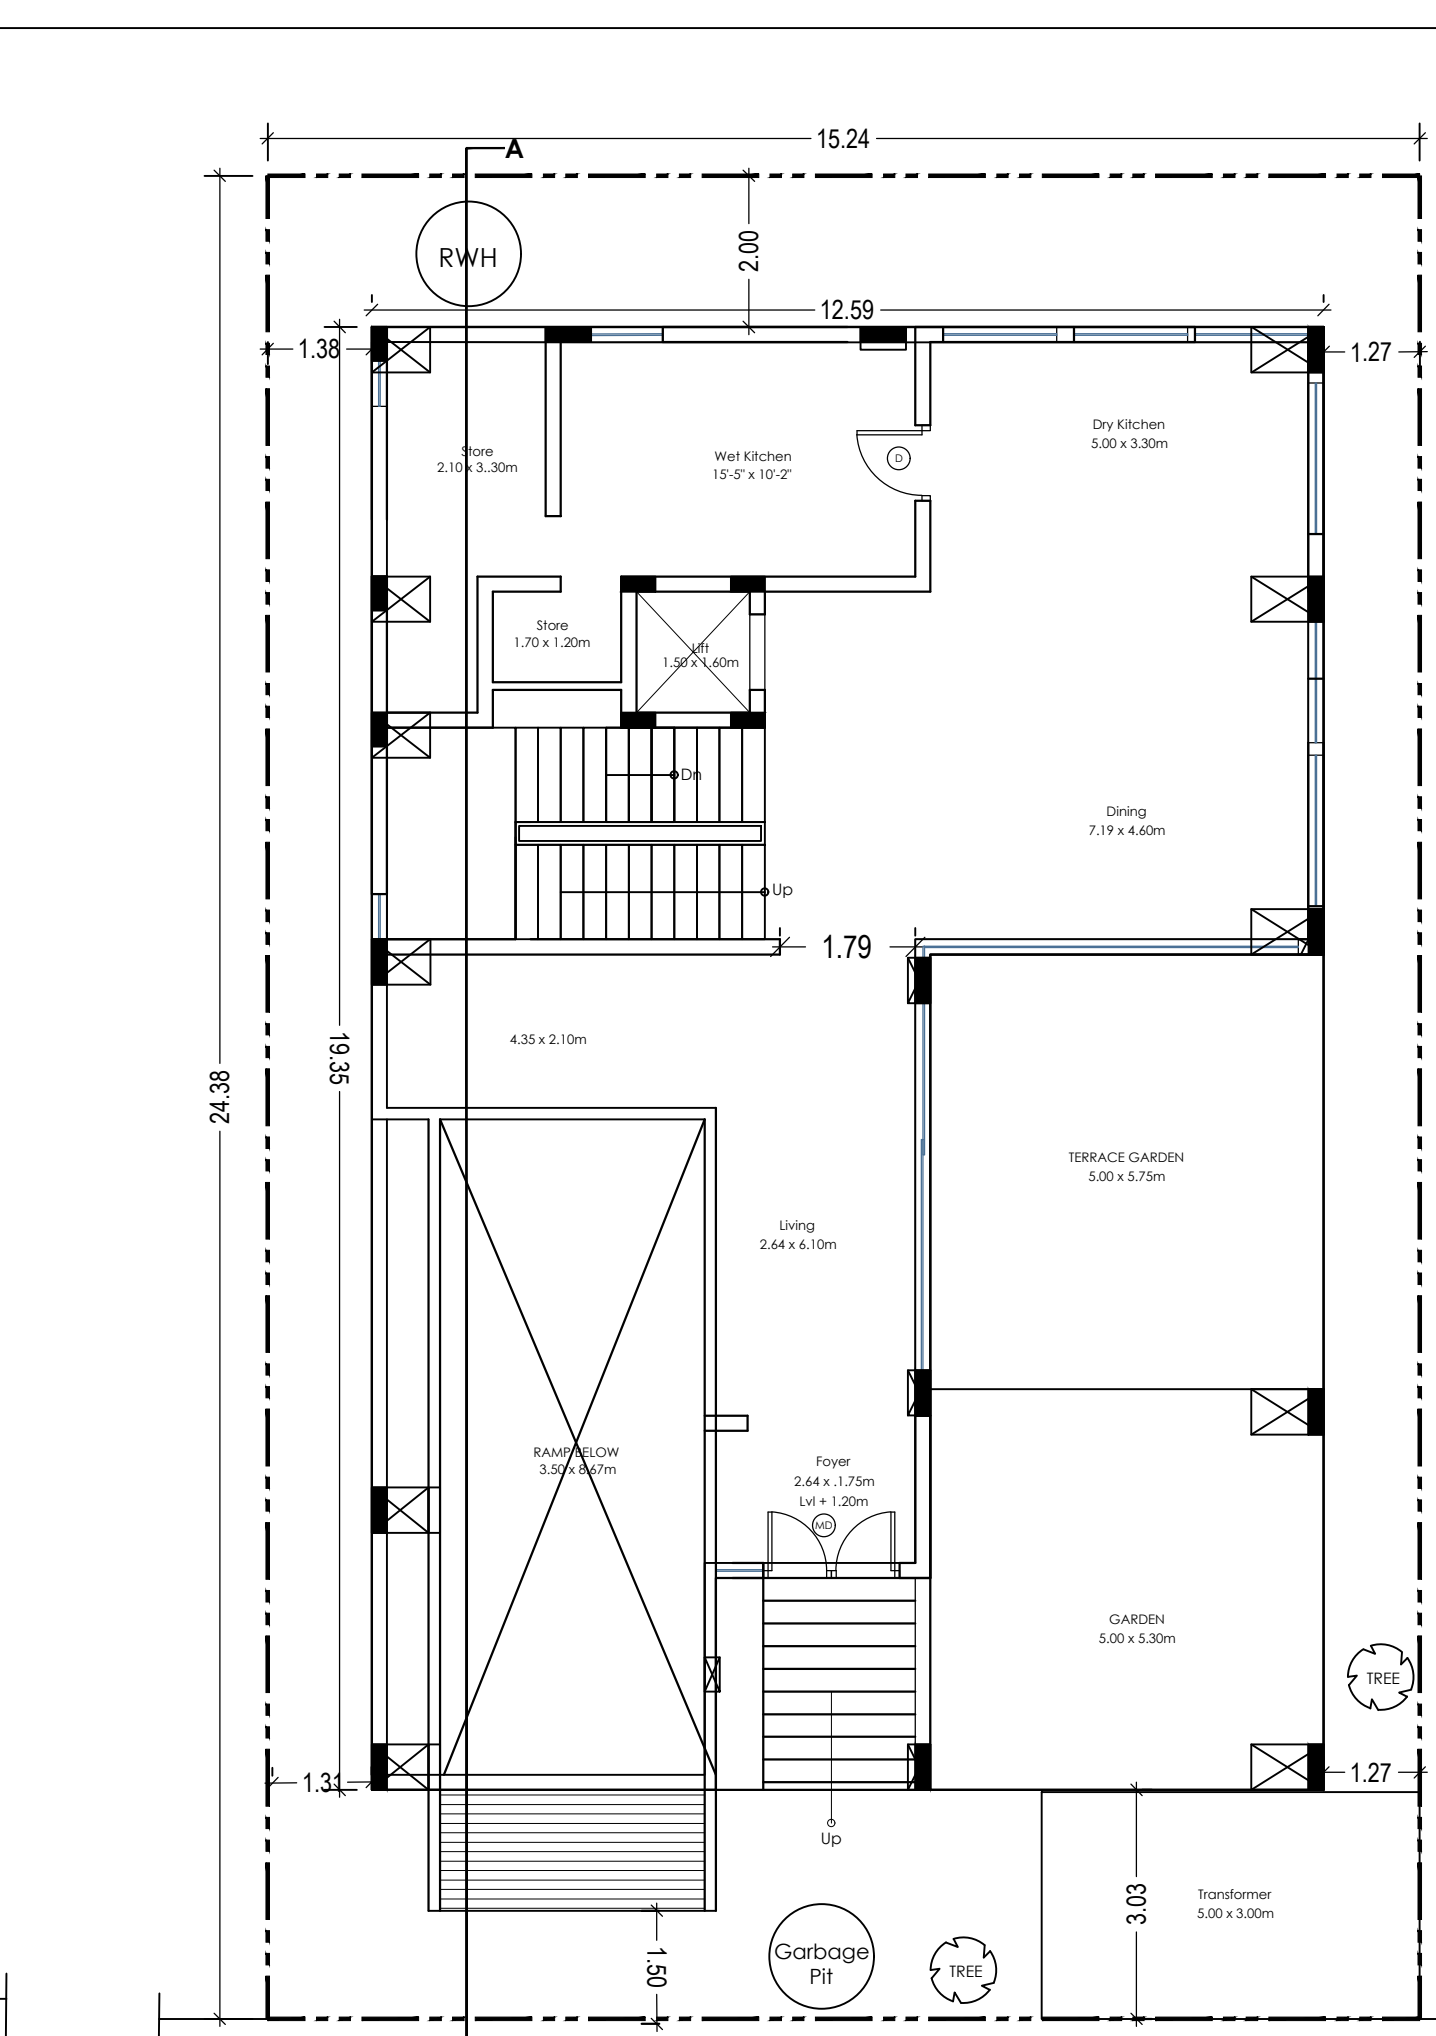 15.24
A
RWH
2.00
12.59
1.38
1.27
Store
2.10 x 3..30m
Wet Kitchen
15'-5" x 10'-2"
D
Dry Kitchen
5.00 x 3.30m
Store
1.70 x 1.20m
Lift
1.50 x 1.60m
Dn
Dining
7.19 x 4.60m
Up
1.79
19.35
24.38
4.35 x 2.10m
TERRACE GARDEN
5.00 x 5.75m
Living
2.64 x 6.10m
RAMP BELOW
3.50 x 8.67m
Foyer
2.64 x .1.75m
Lvl + 1.20m
MD
GARDEN
5.00 x 5.30m
TREE
1.31
1.27
Up
3.03
Transformer
5.00 x 3.00m
1.50
Garbage
Pit
TREE